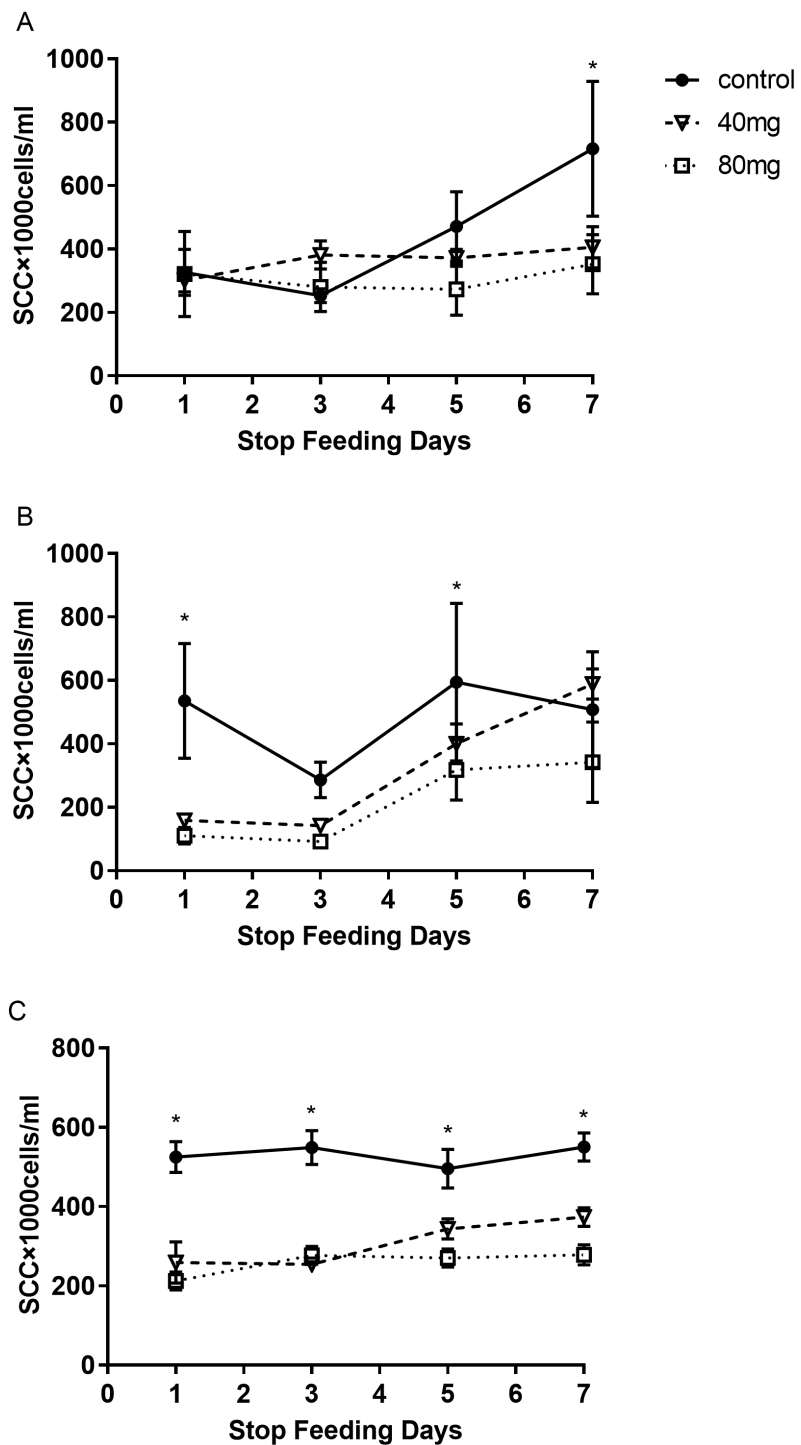 A
1000
800
600
400
200
0
SCC×1000cells/ml
*
0 1 2 3 4 5 6 7
Stop Feeding Days
control
40mg
80mg
B
1000
800
600
400
200
0
SCC×1000cells/ml
* *
0 1 2 3 4 5 6 7
Stop Feeding Days
C
800
600
400
200
0
SCC×1000cells/ml
* * * *
0 1 2 3 4 5 6 7
Stop Feeding Days